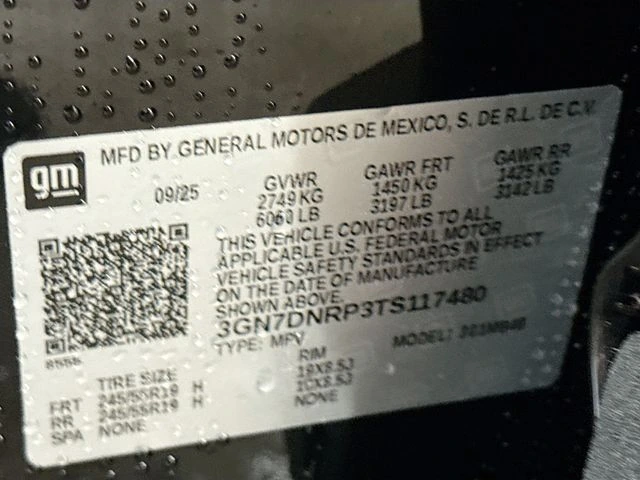 gm
MFD BY GENERAL MOTORS DE MEXICO, S. DE R.L. DE C.V.
09/25
GVWR GAWR FRT GAWR RR
2749 KG 1450 KG 1425 KG
6060 LB 3197 LB 3142 LB
THIS VEHICLE CONFORMS TO ALL
APPLICABLE U.S. FEDERAL MOTOR
VEHICLE SAFETY STANDARDS IN EFFECT
ON THE DATE OF MANUFACTURE
SHOWN ABOVE.
3GN7DNRP3TS117480
TYPE: MPV MODEL:
8555
TIRE SIZE RIM
FRT 245/55R19 H 19X8.5J
RR 245/55R19 H
SPA NONE NONE